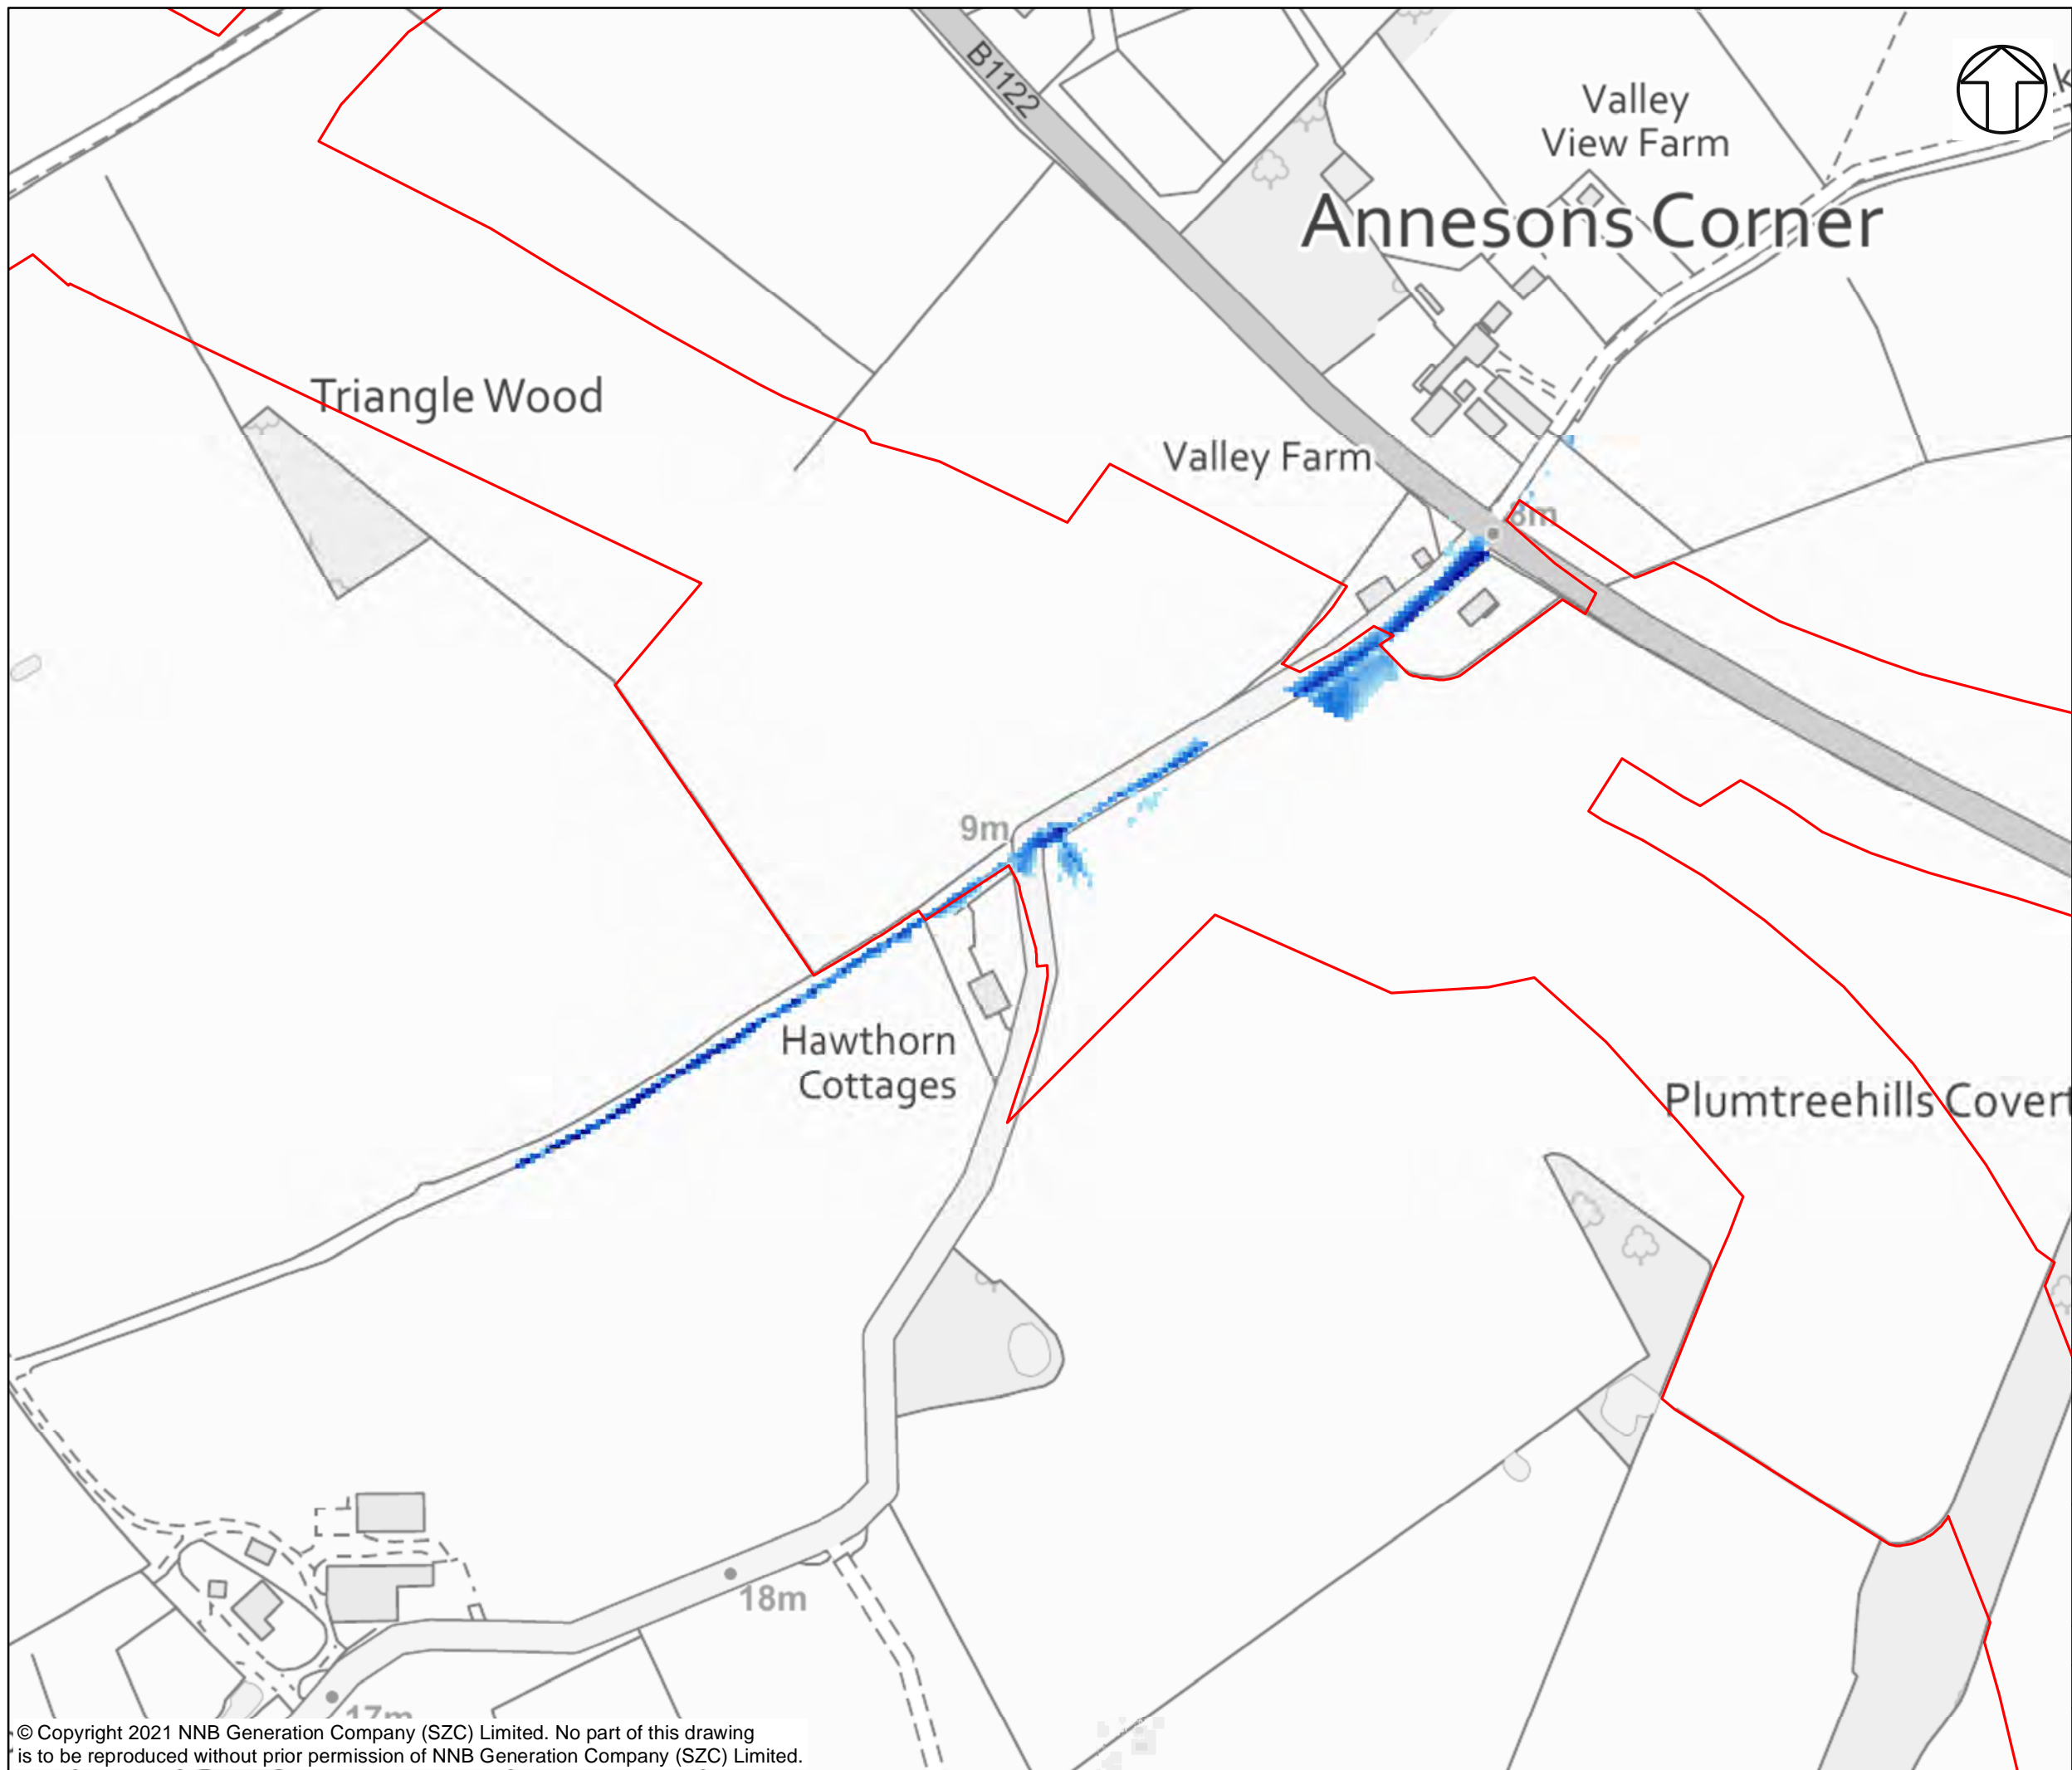 B1122
Valley
View Farm
Annesons Corner
Triangle Wood
Valley Farm
8m
9m
Hawthorn
Cottages
Plumtreehills Covert
18m
17m
© Copyright 2021 NNB Generation Company (SZC) Limited. No part of this drawing
is to be reproduced without prior permission of NNB Generation Company (SZC) Limited.